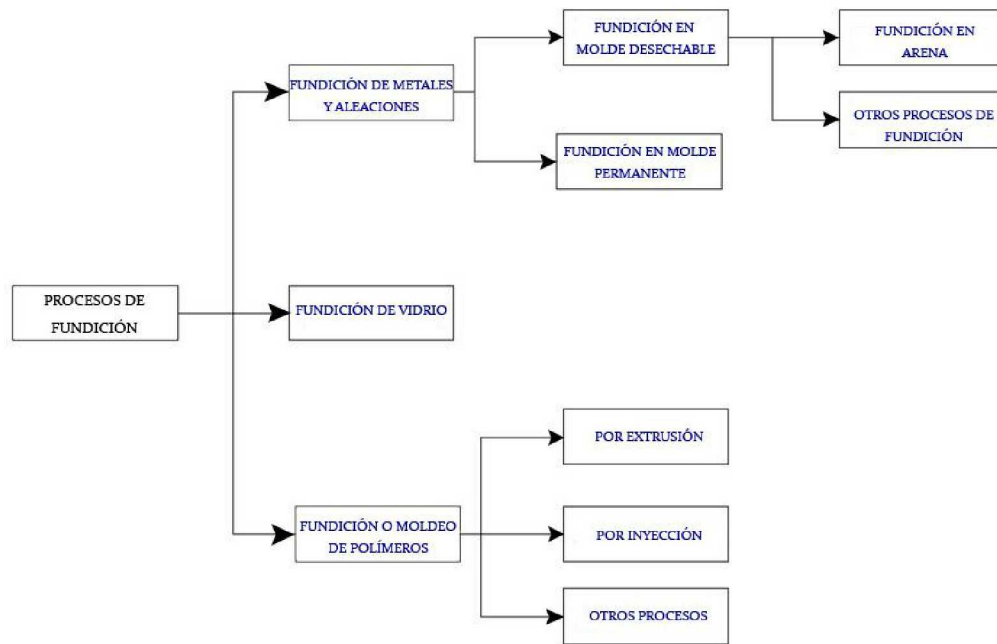 PROCESOS DE
FUNDICIÓN
FUNDICIÓN DE METALES
Y ALEACIONES
FUNDICIÓN EN
MOLDE DESECHABLE
FUNDICIÓN EN
ARENA
OTROS PROCESOS DE
FUNDICIÓN
FUNDICIÓN EN MOLDE
PERMANENTE
FUNDICIÓN DE VIDRIO
FUNDICIÓN O MOLDEO
DE POLÍMEROS
POR EXTRUSIÓN
POR INYECCIÓN
OTROS PROCESOS